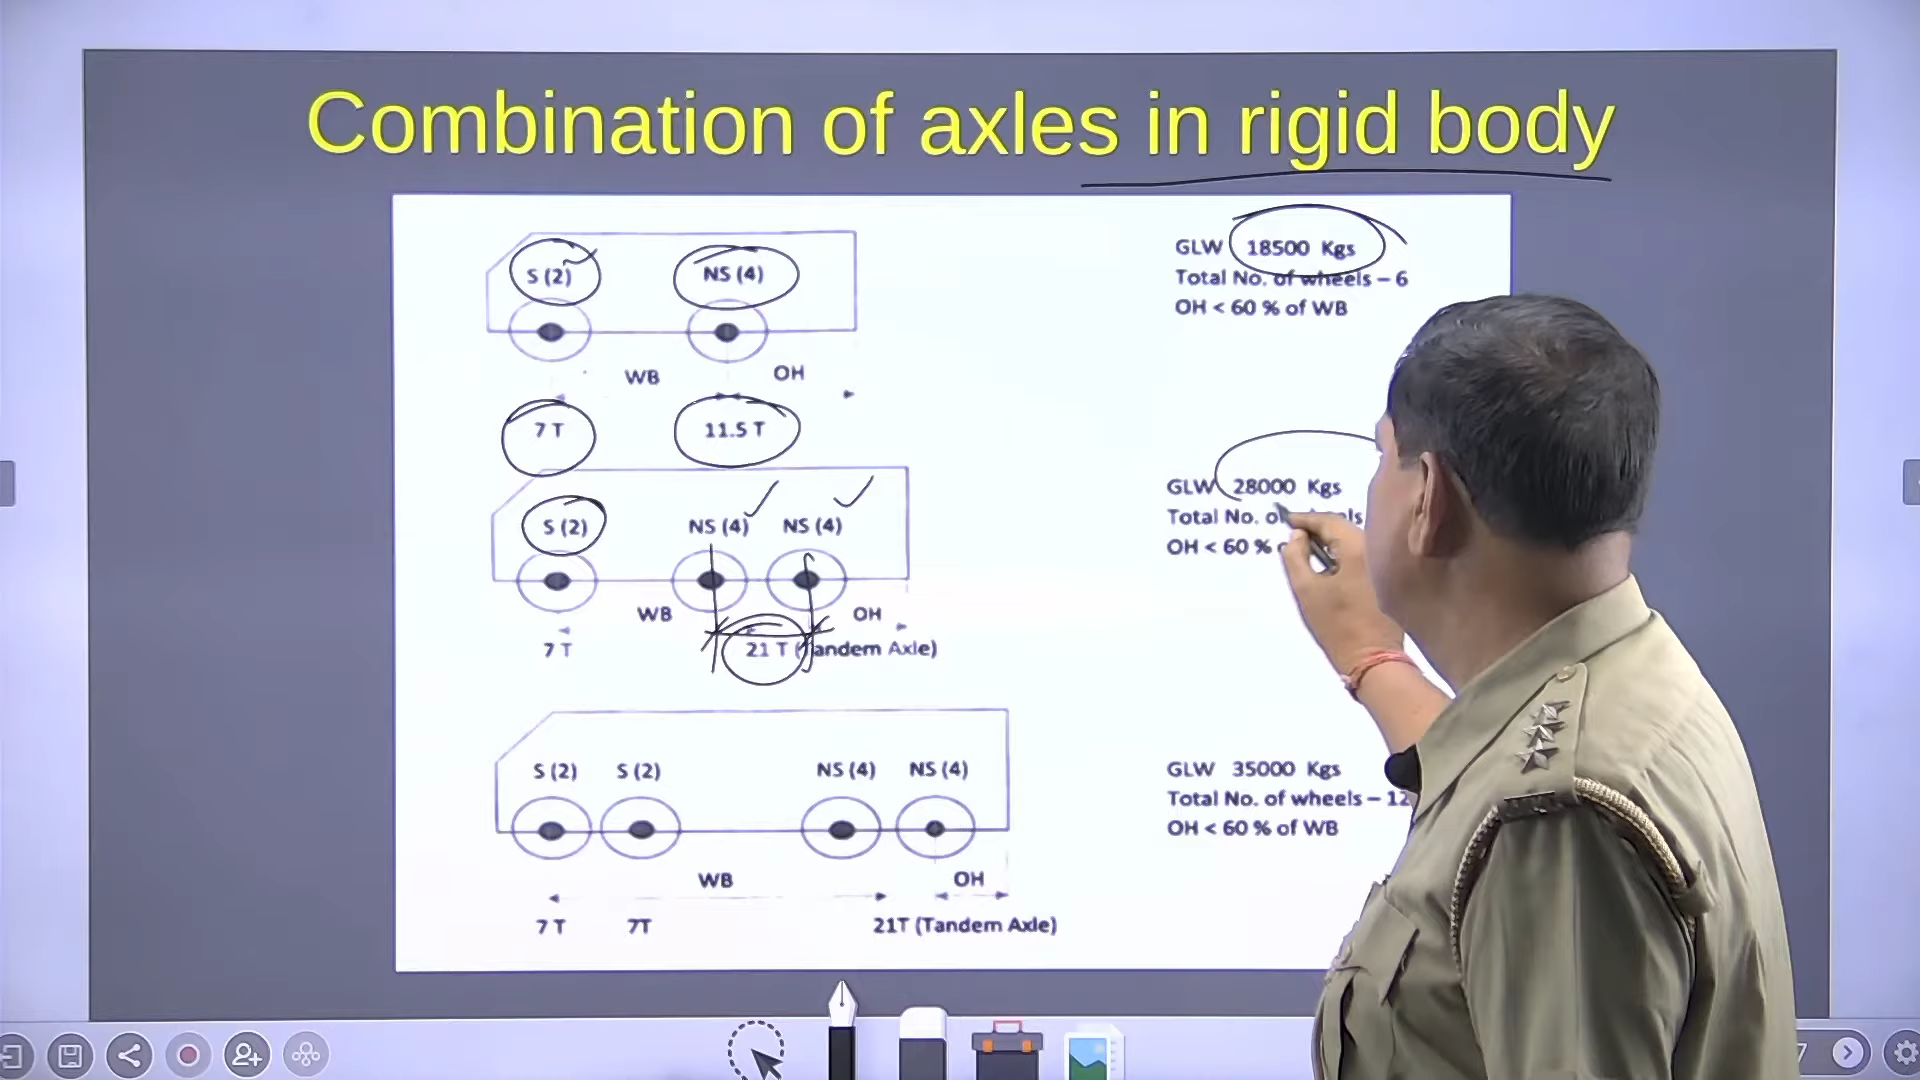 Combination of axles in rigid body
S (2) NS (4)
GLW 18500 Kgs
Total No. of wheels – 6
OH < 60 % of WB
WB OH
7 T 11.5 T
S (2) NS (4) NS (4)
GLW 28000 Kgs
Total No. of
OH < 60 %
WB OH
7 T 21 T (Tandem Axle)
S (2) S (2) NS (4) NS (4)
GLW 35000 Kgs
Total No. of wheels – 12
OH < 60 % of WB
WB OH
7 T 7T 21T (Tandem Axle)
7